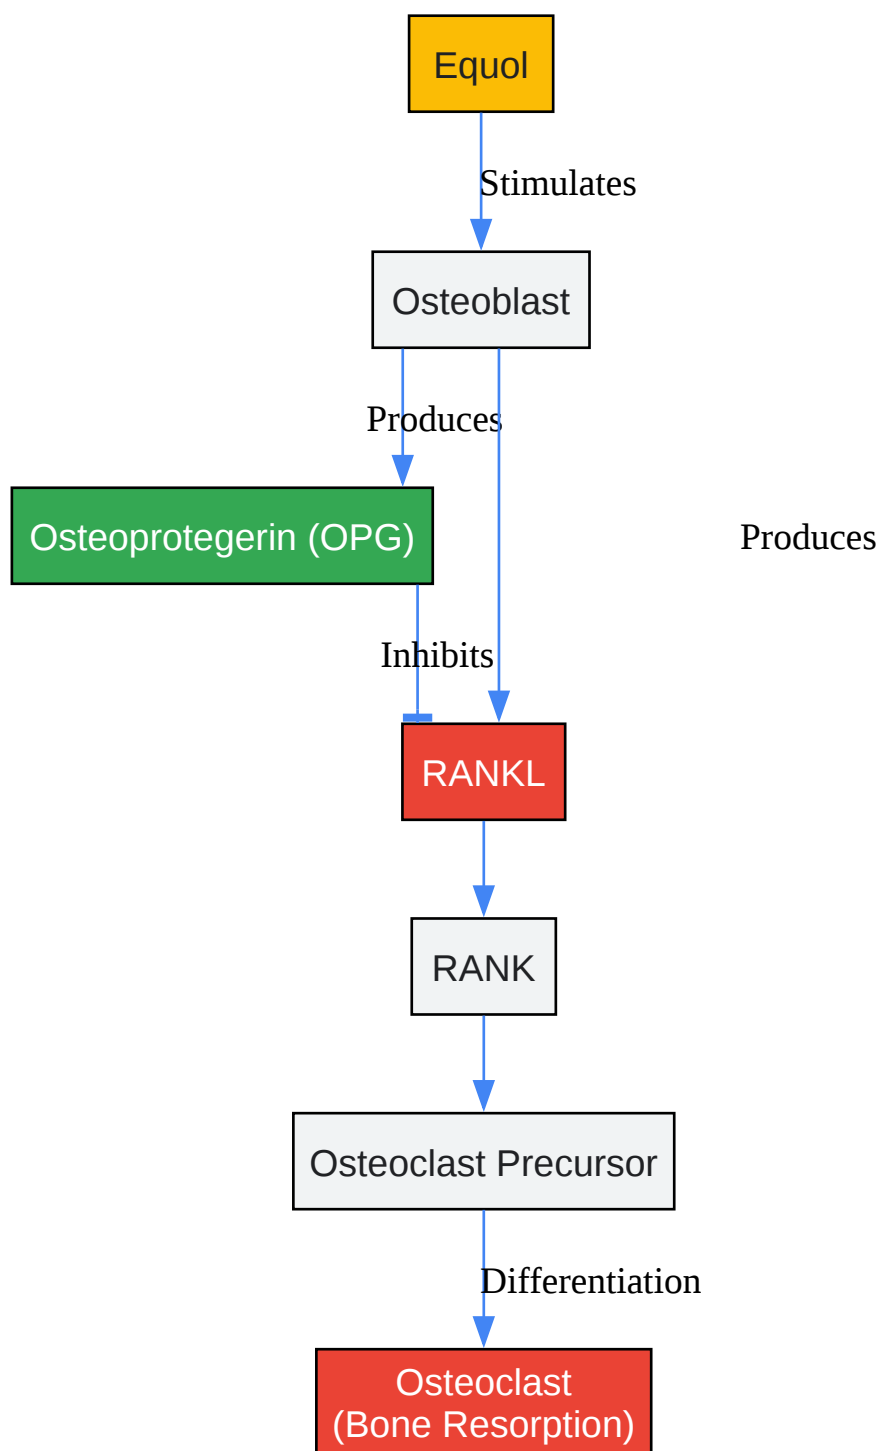 Equol
Stimulates
Osteoblast
Produces
Osteoprotegerin (OPG)
Produces
Inhibits
RANKL
RANK
Osteoclast Precursor
Differentiation
Osteoclast
(Bone Resorption)